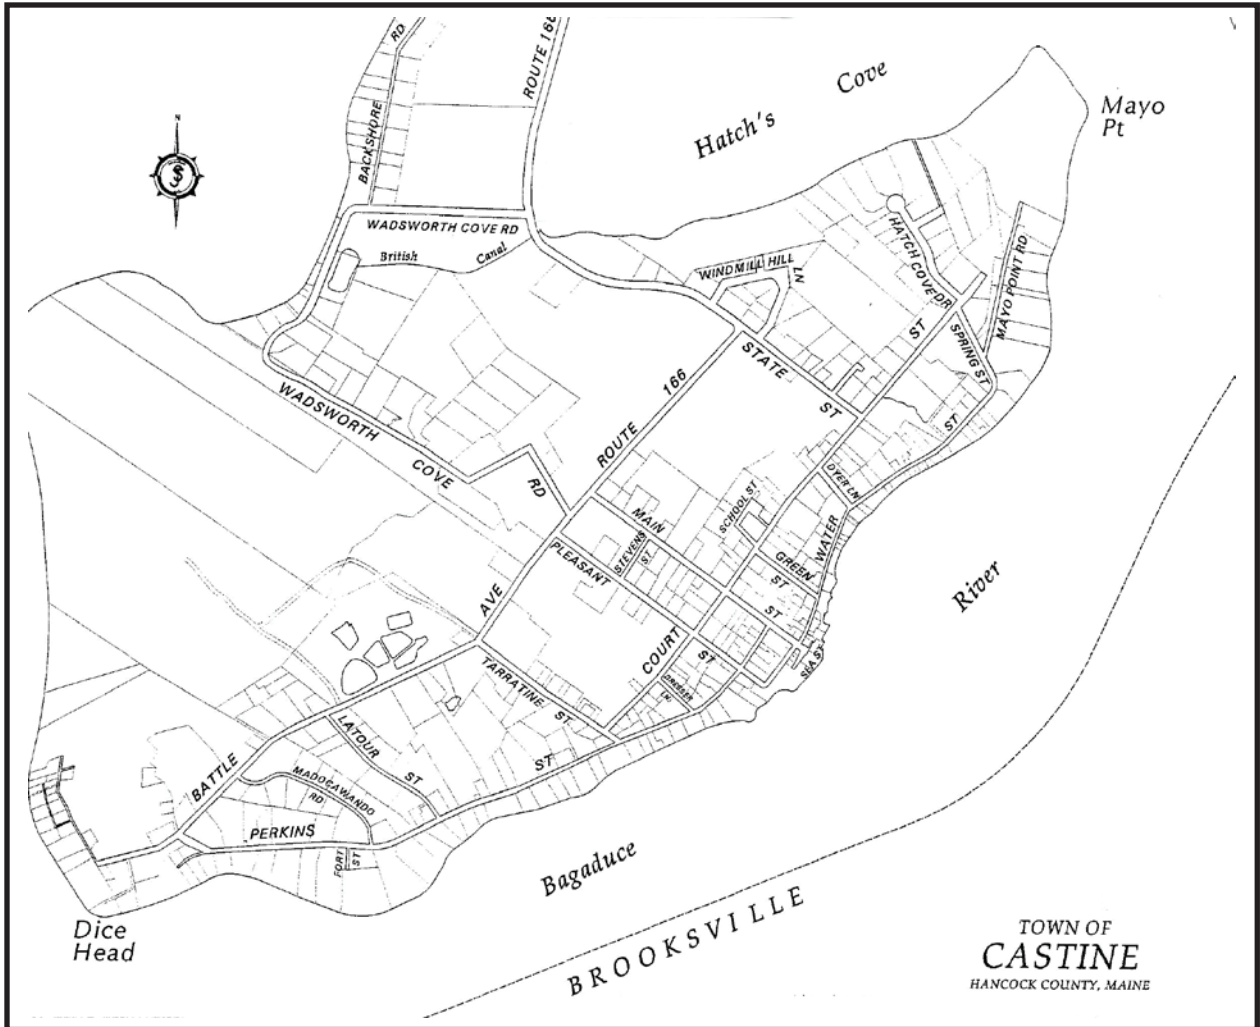 RD
ROUTE 166
BACKSHORE
Hatch's Cove
Mayo
Pt
N
WADSWORTH COVE RD
British Canal
WINDMILL HILL
LN
HATCH COVE DR
MAYO POINT RD
SPRING ST
ST
STATE ST
ROUTE 166
WADSWORTH COVE RD
ST
DYER LN
SCHOOL ST
MAIN
STEVENS
ST
WATER
GREEN
ST
PLEASANT
ST
River
AVE
COURT
ST
SEA ST
DRESSER
LN
TARRATINE ST
LATOUR ST
ST
BATTLE
MADOCAWANDO
RD
PERKINS
FORT
ST
Bagaduce
BROOKSVILLE
Dice
Head
TOWN OF
CASTINE
HANCOCK COUNTY, MAINE